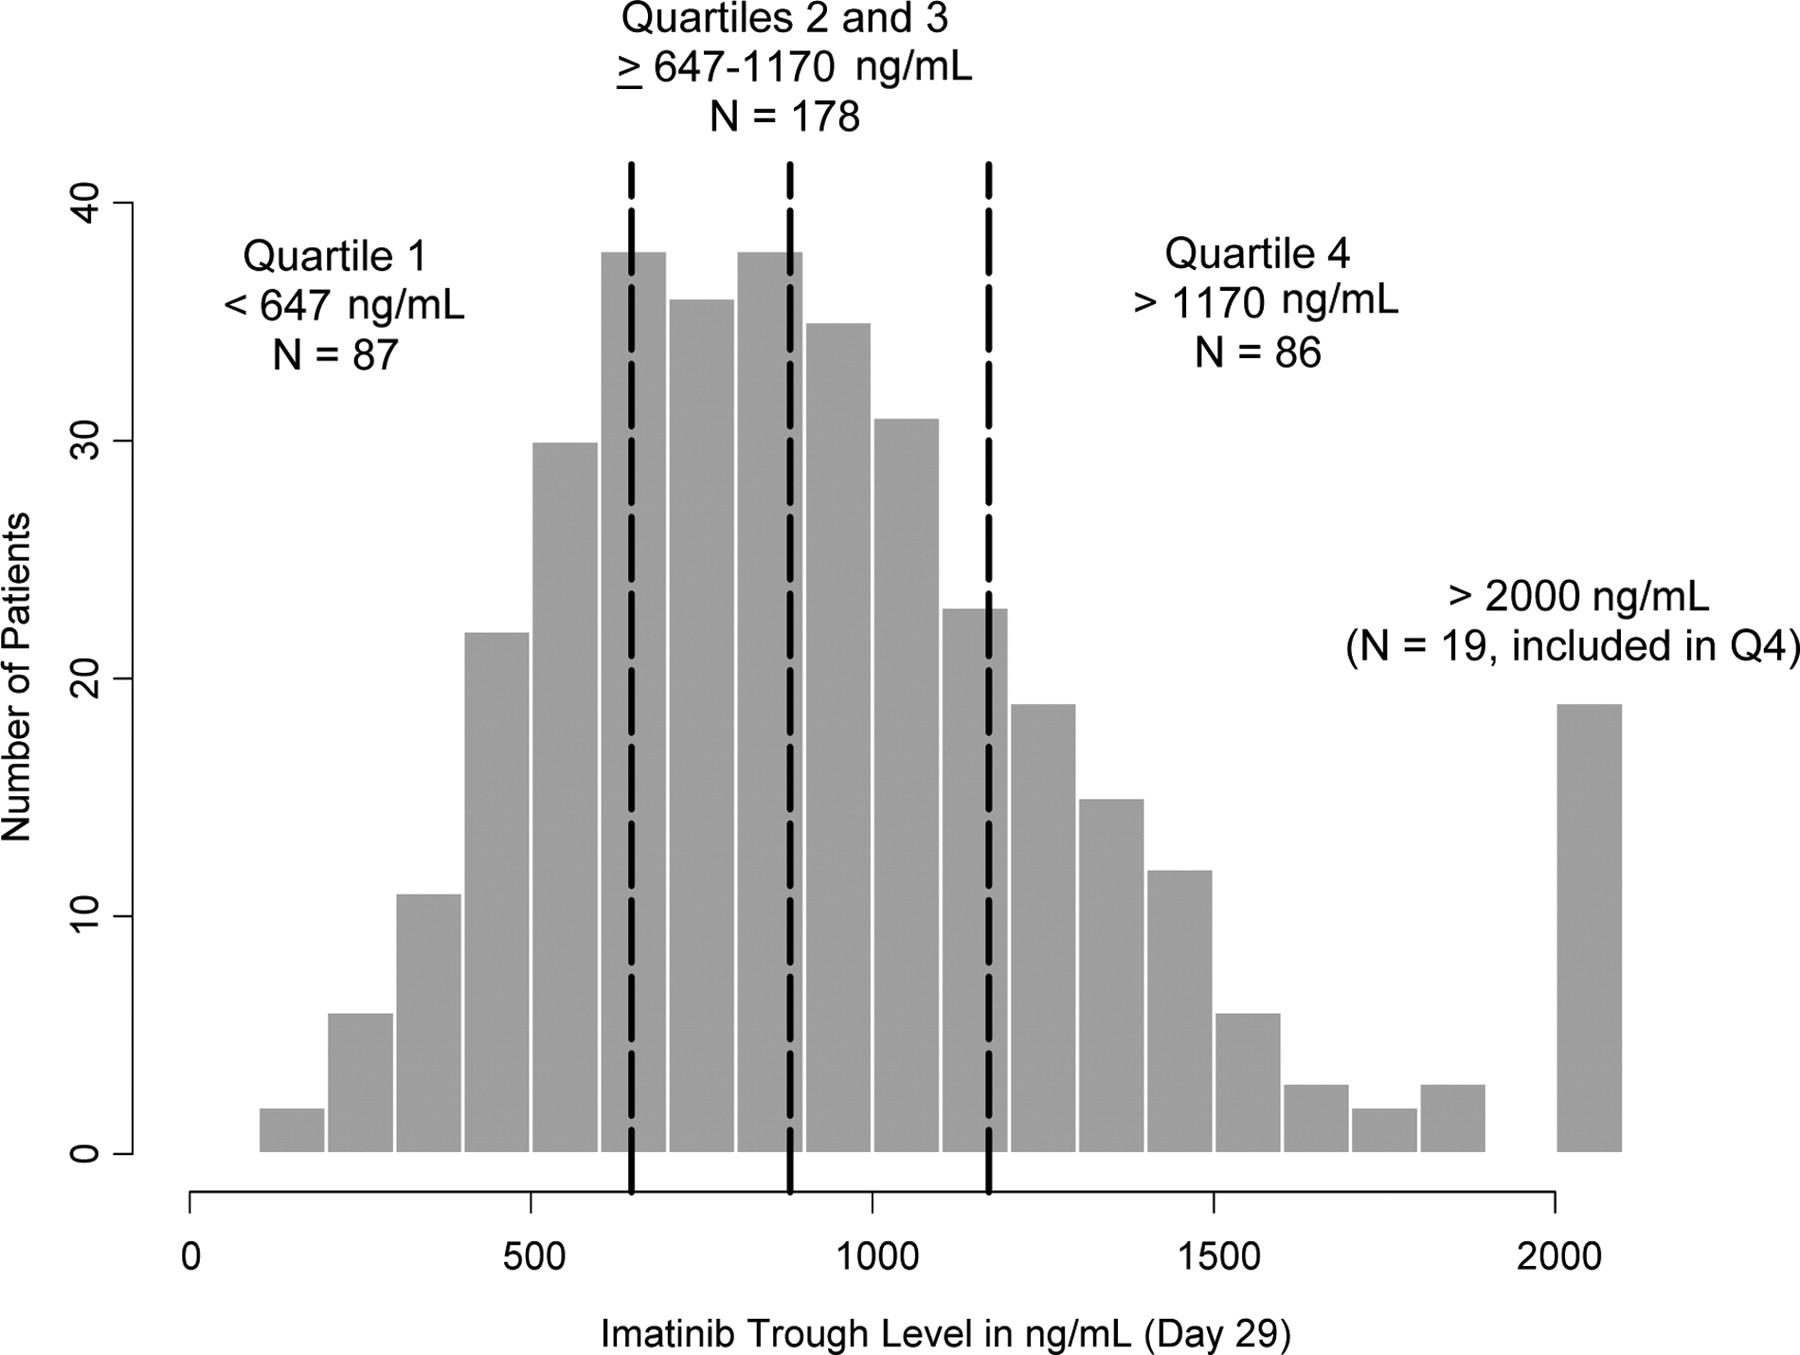 Quartiles 2 and 3
≥ 647-1170 ng/mL
N = 178
Quartile 1
< 647 ng/mL
N = 87
Quartile 4
> 1170 ng/mL
N = 86
> 2000 ng/mL
(N = 19, included in Q4)
Number of Patients
40
30
20
10
0
0 500 1000 1500 2000
Imatinib Trough Level in ng/mL (Day 29)